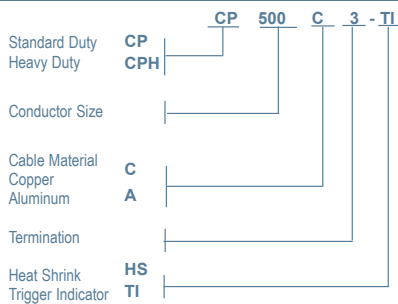 CP 500 C 3 - TI
Standard Duty CP
Heavy Duty CPH
Conductor Size
Cable Material
Copper C
Aluminum A
Termination
Heat Shrink HS
Trigger Indicator TI